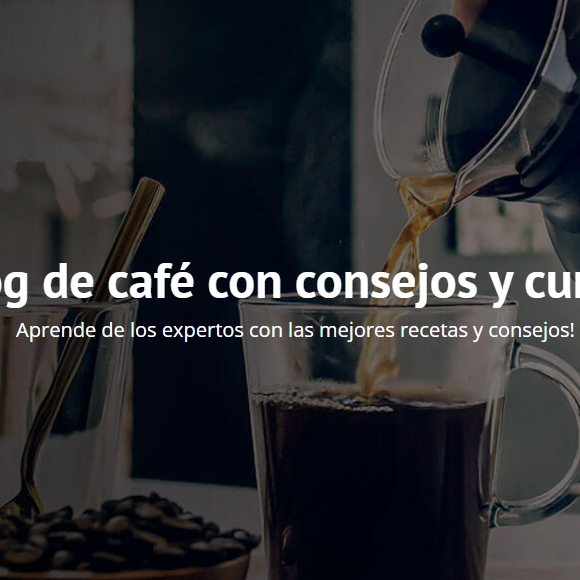 og de café con consejos y cur
Aprende de los expertos con las mejores recetas y consejos!